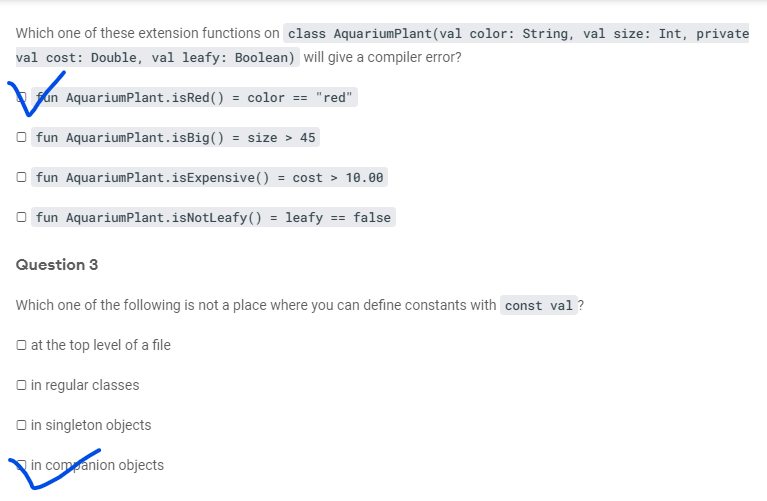 Which one of these extension functions on class AquariumPlant(val color: String, val size: Int, private
val cost: Double, val leafy: Boolean) will give a compiler error?
fun AquariumPlant.isRed() = color == "red"
fun AquariumPlant.isBig() = size > 45
fun AquariumPlant.isExpensive() = cost > 10.00
fun AquariumPlant.isNotLeafy() = leafy == false
Question 3
Which one of the following is not a place where you can define constants with const val?
at the top level of a file
in regular classes
in singleton objects
in companion objects